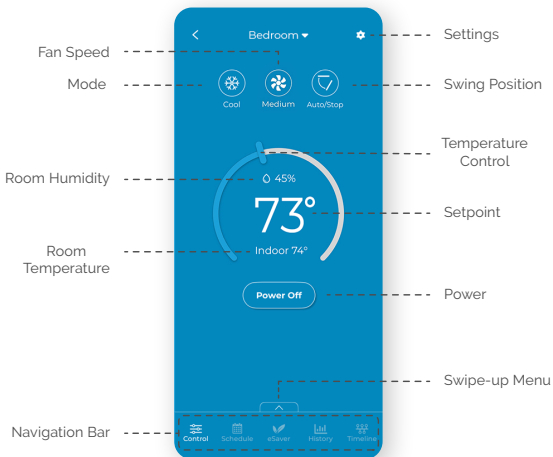 Bedroom
Settings
Fan Speed
Mode
Swing Position
Cool
Medium
Auto/Stop
Temperature
Control
Room Humidity
45%
73°
Setpoint
Indoor 74°
Room
Temperature
Power Off
Power
Swipe-up Menu
Navigation Bar
Control
Schedule
eSaver
History
Timeline